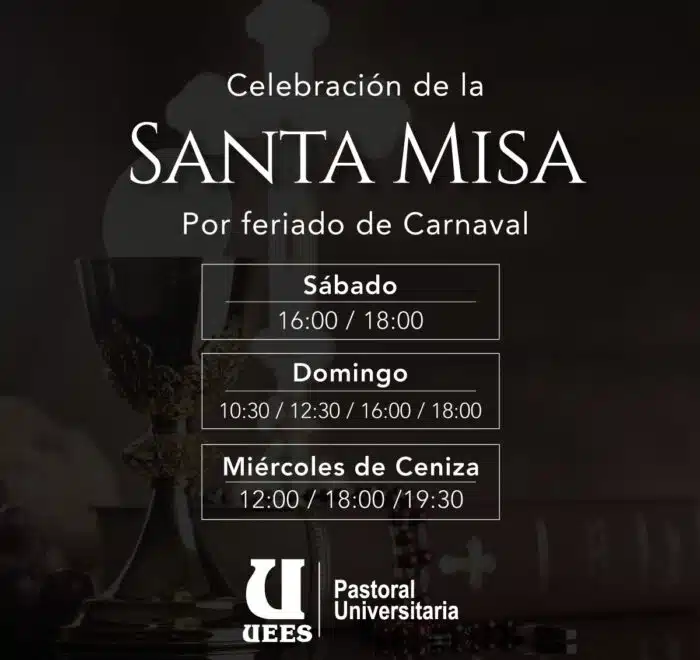 Celebración de la
SANTA MISA
Por feriado de Carnaval
Sábado
16:00 / 18:00
Domingo
10:30 / 12:30 / 16:00 / 18:00
Miércoles de Ceniza
12:00 / 18:00 /19:30
U
UEES
Pastoral
Universitaria